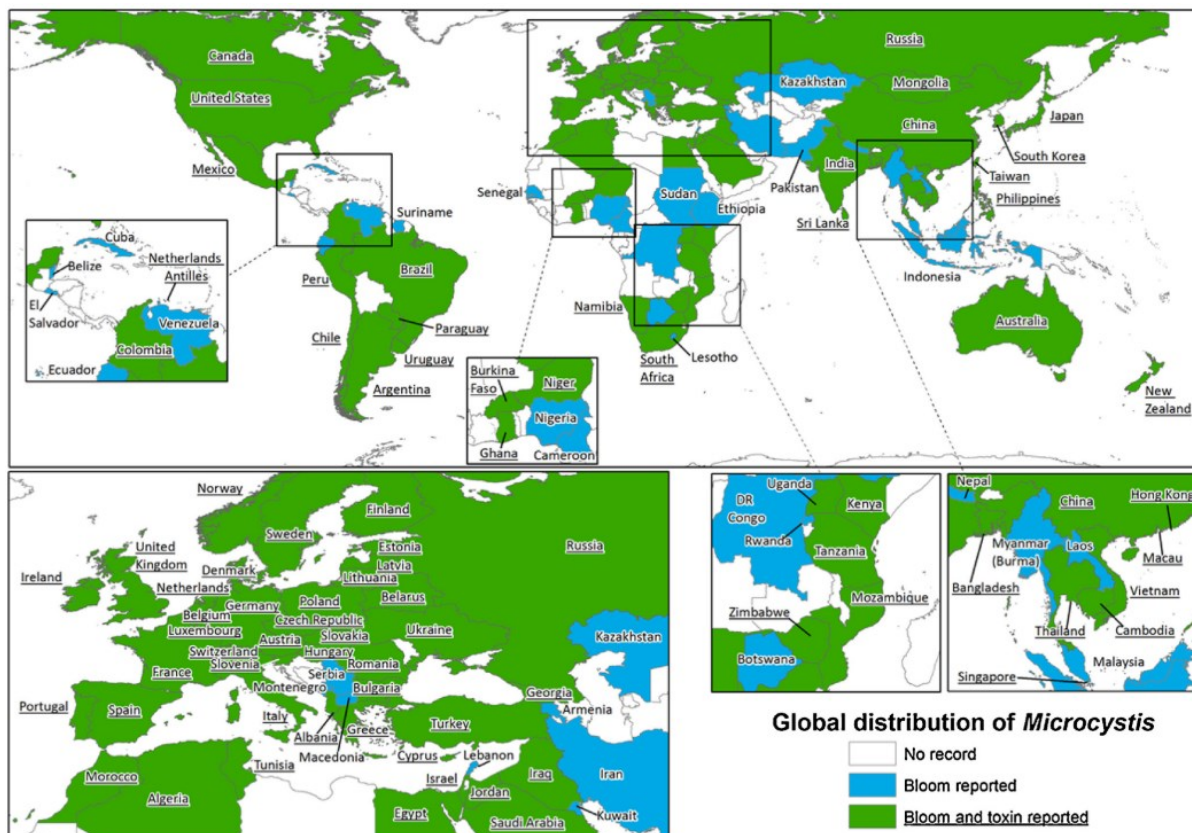 Canada
United States
Mexico
Russia
Kazakhstan
Mongolia
China
Japan
South Korea
India
Pakistan
Taiwan
Philippines
Sri Lanka
Indonesia
Senegal
Sudan
Ethiopia
Suriname
Brazil
Peru
Namibia
Chile
Paraguay
Uruguay
Argentina
South
Africa
Lesotho
Australia
New
Zealand
Cuba
Belize
Netherlands
Antilles
El
Salvador
Venezuela
Colombia
Ecuador
Burkina
Faso
Niger
Nigeria
Ghana
Cameroon
Norway
Finland
Sweden
Russia
United
Kingdom
Estonia
Latvia
Lithuania
Ireland
Denmark
Netherlands
Germany
Poland
Belarus
Belgium
Luxembourg
Czech Republic
Slovakia
Ukraine
Austria
Switzerland
Hungary
Kazakhstan
Slovenia
Romania
France
Serbia
Montenegro
Bulgaria
Georgia
Armenia
Portugal
Spain
Italy
Albania
Greece
Turkey
Macedonia
Cyprus
Lebanon
Tunisia
Israel
Iraq
Iran
Morocco
Algeria
Jordan
Egypt
Saudi Arabia
Kuwait
Uganda
Kenya
DR
Congo
Rwanda
Tanzania
Mozambique
Zimbabwe
Botswana
Nepal
China
Hong Kong
Myanmar
(Burma)
Laos
Macau
Bangladesh
Vietnam
Thailand
Cambodia
Malaysia
Singapore
Global distribution of Microcystis
No record
Bloom reported
Bloom and toxin reported